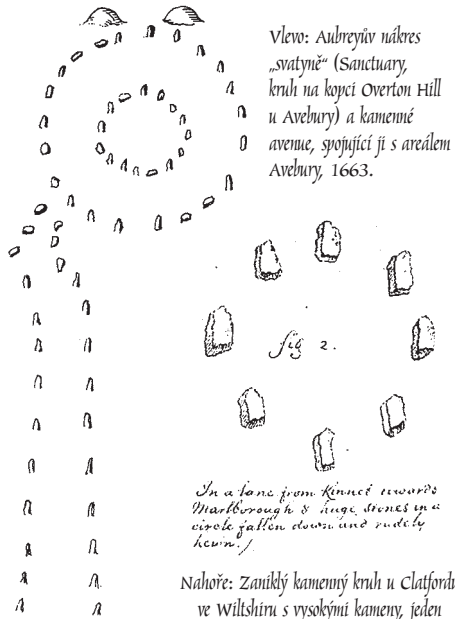 Vlevo: Aubreyův nákres
„svatyně“ (Sanctuary,
kruh na kopci Overton Hill
u Avebury) a kamenné
avenue, spojující ji s areálem
Avebury, 1663.
fig 2.
In a lane from Kinnet towards
Marlborough 8 huge stones in a
circle fallen down and rudely
hewn.
Nahoře: Zaniklý kamenný kruh u Clatfordu
ve Wiltshiru s vysokými kameny, jeden